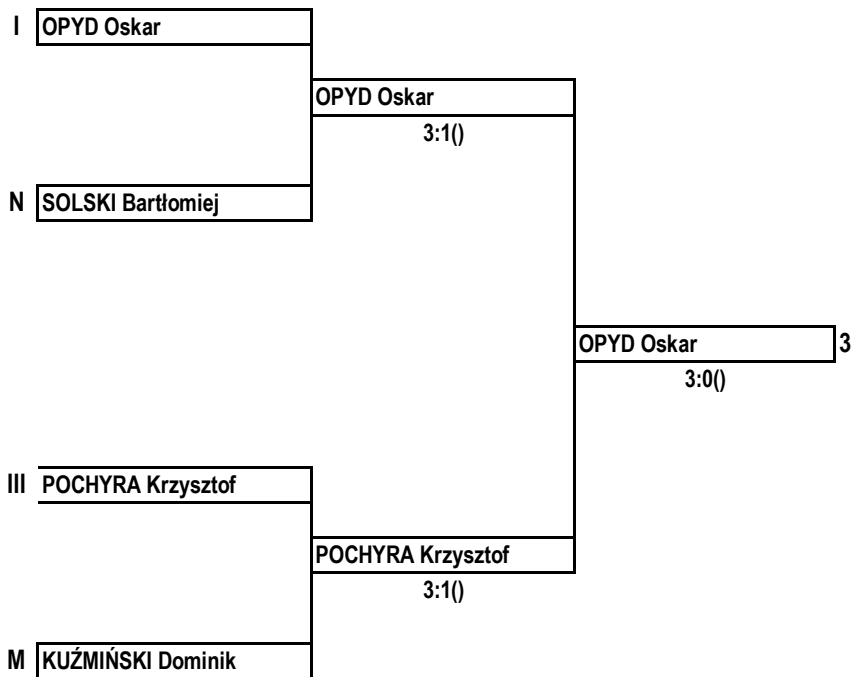 I OPYD Oskar
OPYD Oskar
3:1()
N SOLSKI Bartłomiej
OPYD Oskar 3
3:0()
III POCHYRA Krzysztof
POCHYRA Krzysztof
3:1()
M KUŹMIŃSKI Dominik